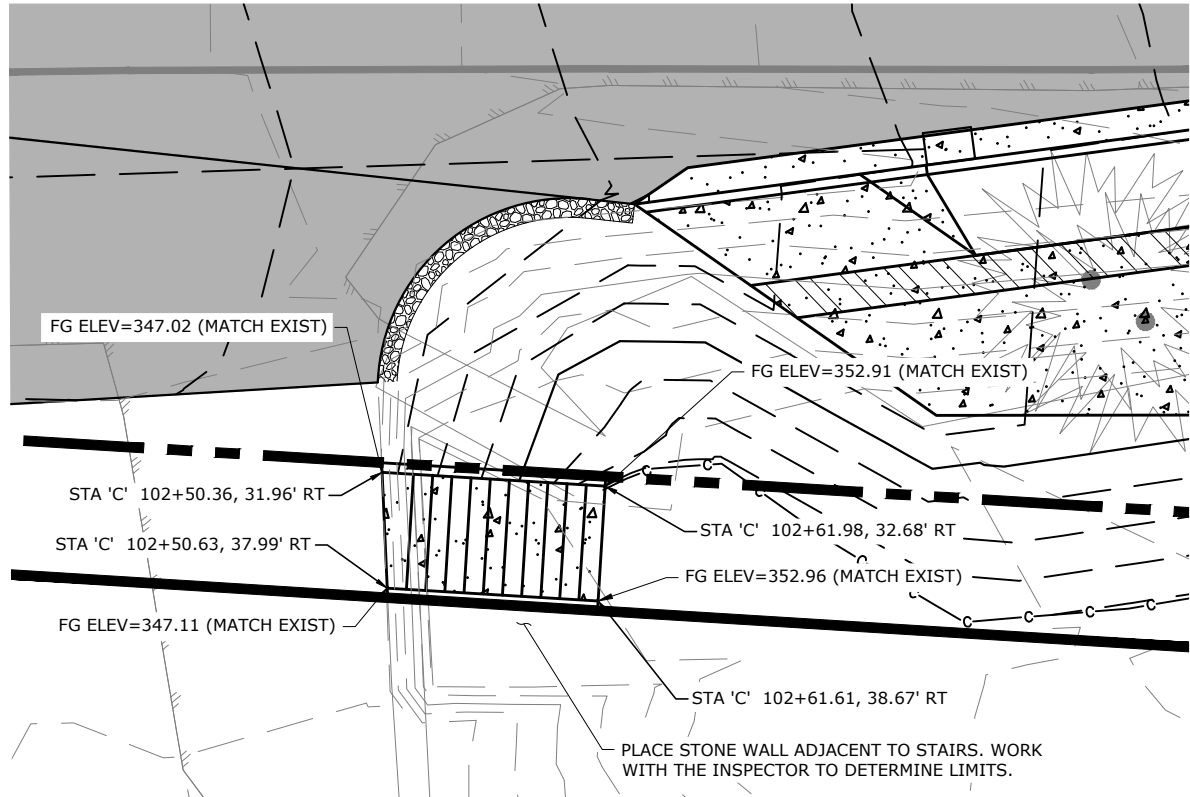 FG ELEV=347.02 (MATCH EXIST)
FG ELEV=352.91 (MATCH EXIST)
C
C
C
STA 'C' 102+50.36, 31.96' RT
STA 'C' 102+61.98, 32.68' RT
STA 'C' 102+50.63, 37.99' RT
C
FG ELEV=352.96 (MATCH EXIST)
C
C
C
C
C
FG ELEV=347.11 (MATCH EXIST)
STA 'C' 102+61.61, 38.67' RT
PLACE STONE WALL ADJACENT TO STAIRS. WORK
WITH THE INSPECTOR TO DETERMINE LIMITS.